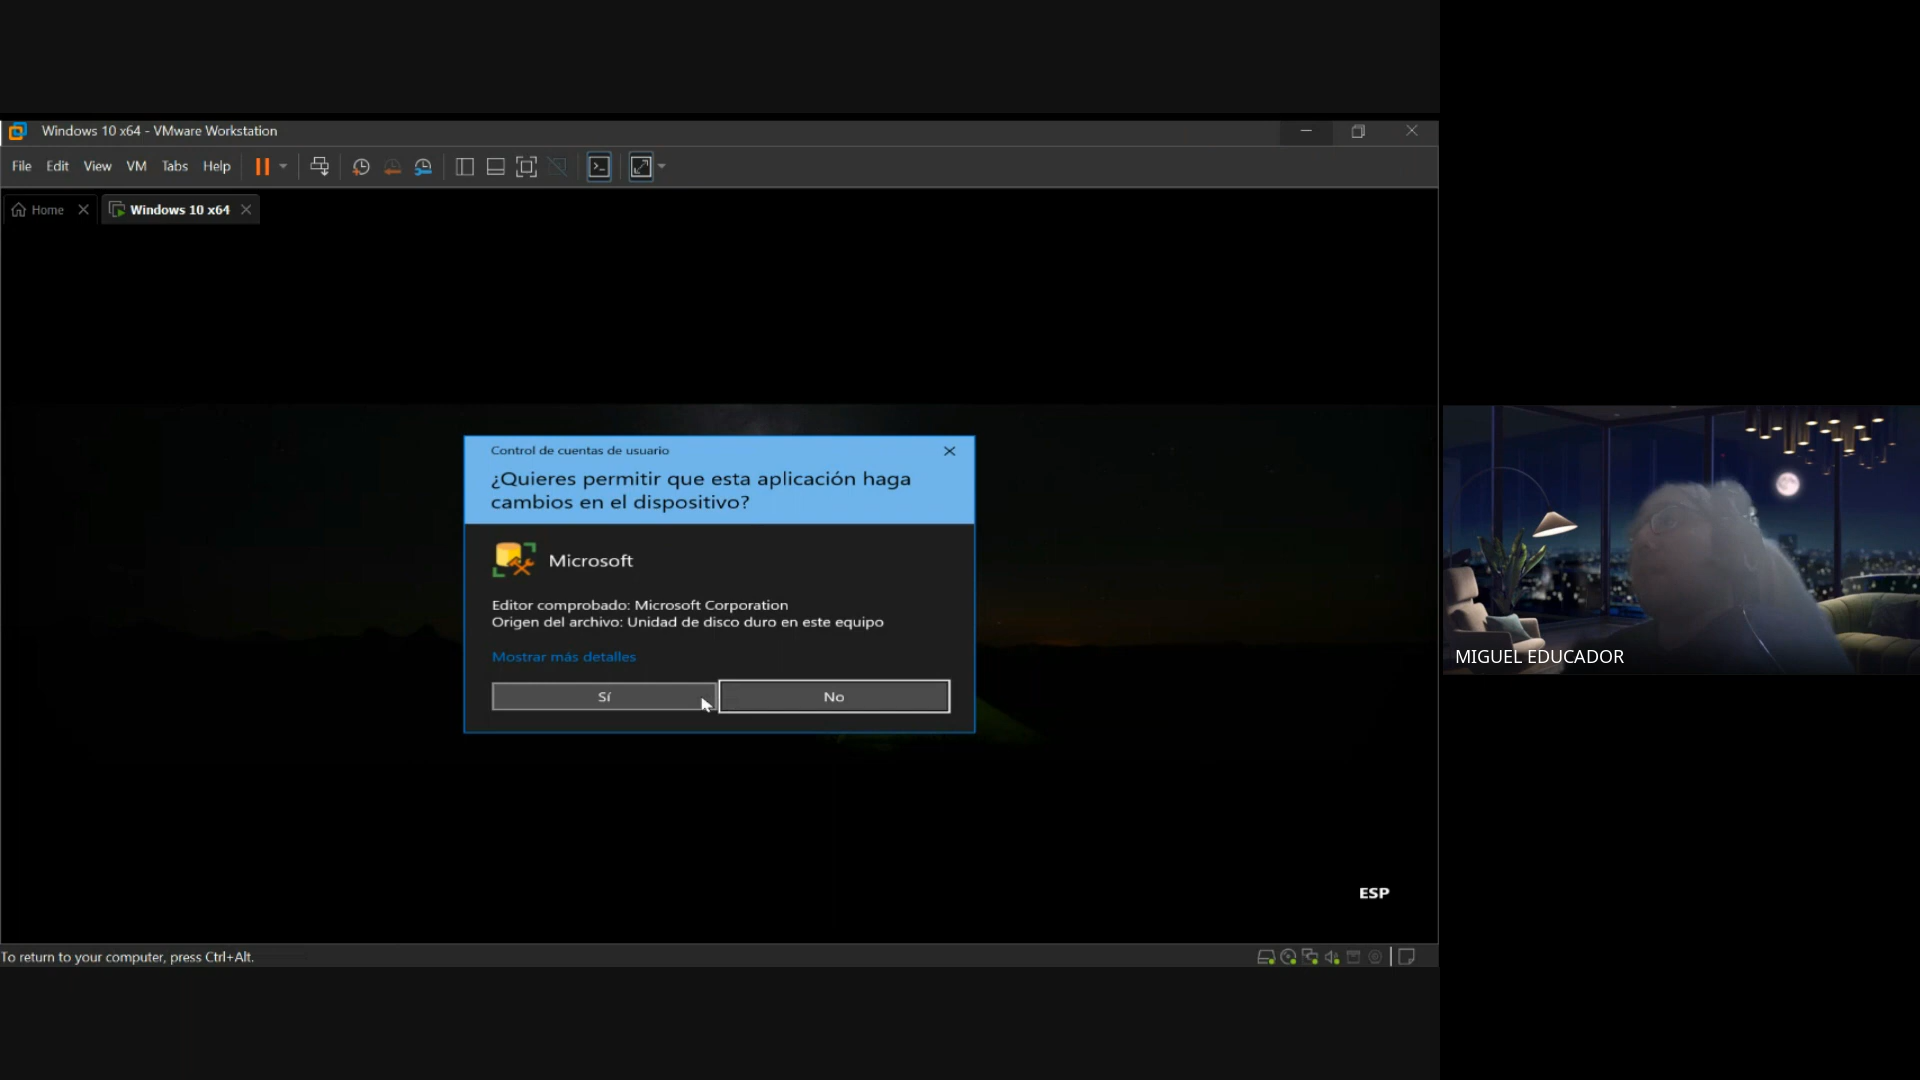 Windows 10 x64 - VMware Workstation
File Edit View VM Tabs Help
Home Windows 10 x64
Control de cuentas de usuario
¿Quieres permitir que esta aplicación haga
cambios en el dispositivo?
Microsoft
Editor comprobado: Microsoft Corporation
Origen del archivo: Unidad de disco duro en este equipo
Mostrar más detalles
Sí No
MIGUEL EDUCADOR
ESP
To return to your computer, press Ctrl+Alt.